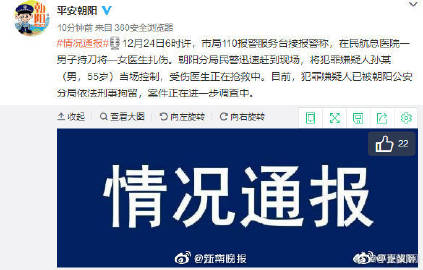 平安朝阳
10分钟前 来自 360安全浏览器
#情况通报# 12月24日6时许，市局110报警服务台接报警称，在民航总医院一
男子持刀将一女医生扎伤。朝阳分局民警迅速赶到现场，将犯罪嫌疑人孙某
（男，55岁）当场控制，受伤医生正在抢救中。目前，犯罪嫌疑人已被朝阳公安
分局依法刑事拘留，案件正在进一步调查中。
收起 查看大图 向左旋转 向右旋转
22
情况通报
@新南晚报